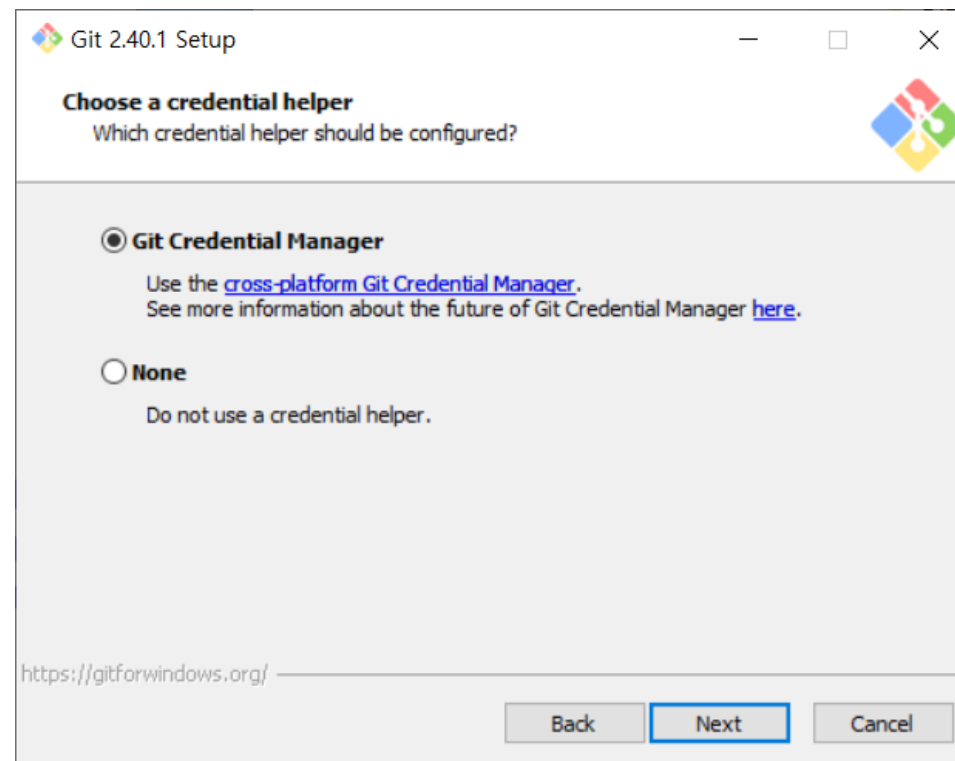 Git 2.40.1 Setup
Choose a credential helper
Which credential helper should be configured?
Git Credential Manager
Use the cross-platform Git Credential Manager.
See more information about the future of Git Credential Manager here.
None
Do not use a credential helper.
https://gitforwindows.org/
Back Next Cancel